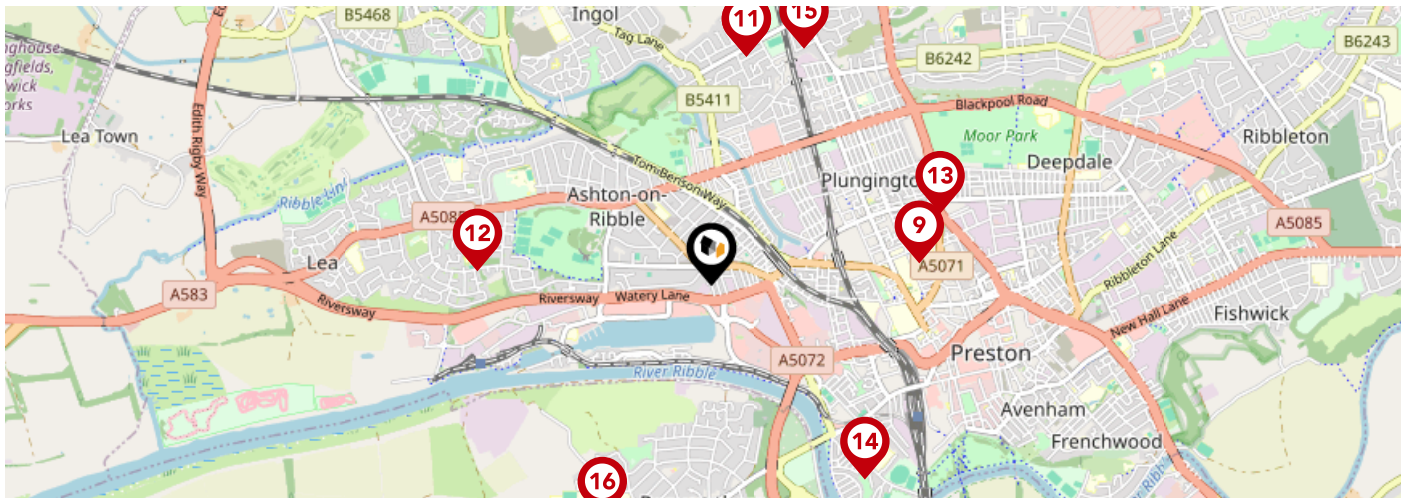 B5468
Ingol
11
15
Tag Lane
B6242
B6243
wick
B5411
Blackpool Road
Edith Rigby Way
Lea Town
Moor Park
Ribbleton
Deepdale
Tom Benson Way
13
Ribble Link
Ashton-on-
Ribble
A5085
12
9
A5085
Lea
A5071
Ribbleton Lane
A583
Riversway
Riversway
Watery Lane
New Hall Lane
Fishwick
Preston
A5072
River Ribble
Avenham
14
Frenchwood
16